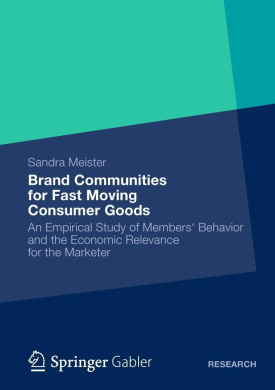 Sandra Meister
Brand Communities
for Fast Moving
Consumer Goods
An Empirical Study of Members' Behavior
and the Economic Relevance
for the Marketer
Springer Gabler
RESEARCH